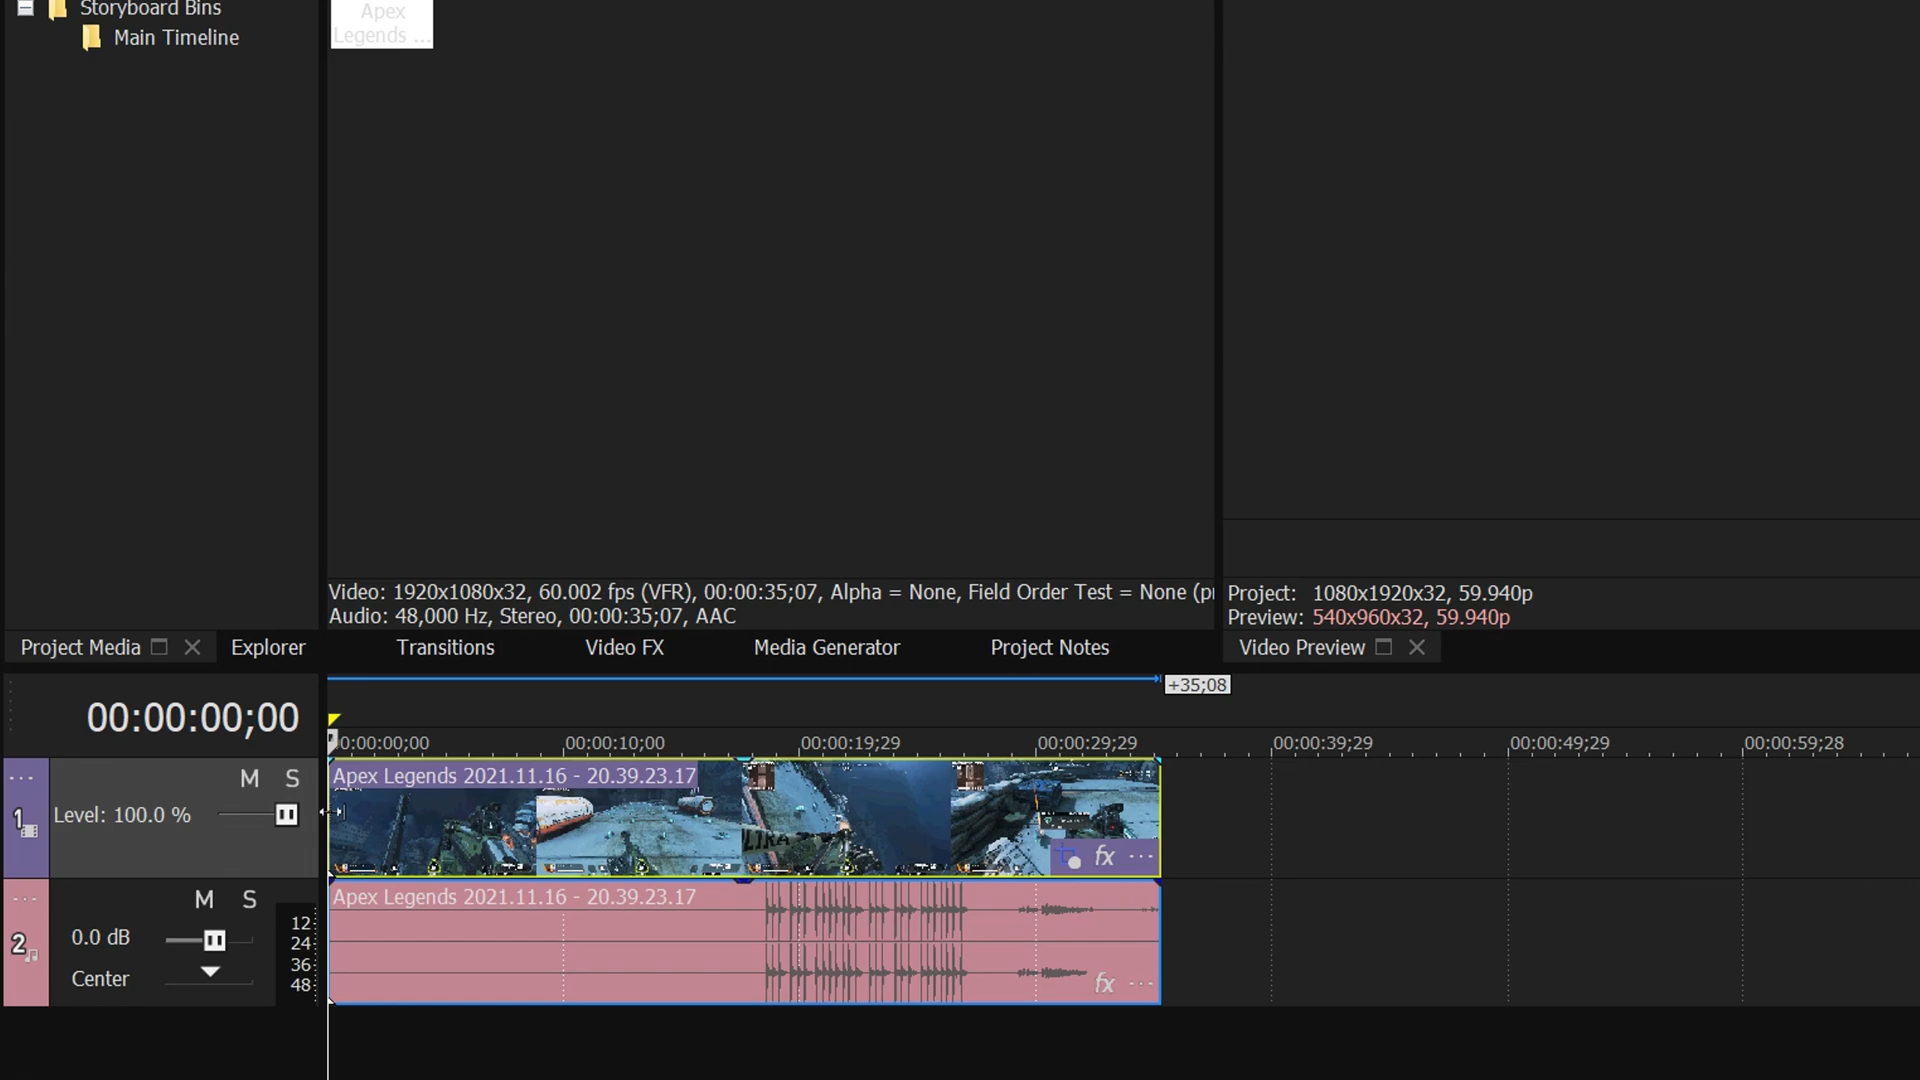 Storyboard Bins
Main Timeline
Apex
Legends ...
Video: 1920x1080x32, 60.002 fps (VFR), 00:00:35;07, Alpha = None, Field Order Test = None (p
Audio: 48,000 Hz, Stereo, 00:00:35;07, AAC
Project: 1080x1920x32, 59.940p
Preview: 540x960x32, 59.940p
Project Media
Explorer
Transitions
Video FX
Media Generator
Project Notes
Video Preview
+35;08
00:00:00;00
00:00:00;00
00:00:10;00
00:00:19;29
00:00:29;29
00:00:39;29
00:00:49;29
00:00:59;28
M S
1
Level: 100.0 %
Apex Legends 2021.11.16 - 20.39.23.17
fx ...
M S
2
0.0 dB
Center
12
24
36
48
Apex Legends 2021.11.16 - 20.39.23.17
fx ...